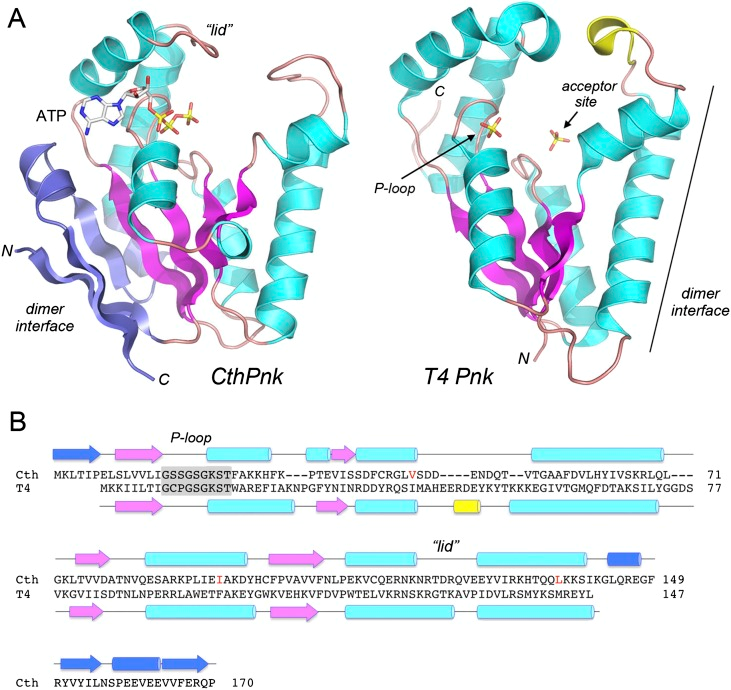 A
"lid"
ATP
N
dimer
interface
C
CthPnk
C
acceptor
site
P-loop
dimer
interface
N
T4 Pnk
B
P-loop
Cth MKLTIPELSLVVLIGSSGSGKSTFAKKHFK---PTEVISSDFCRGLVSDD----ENDQT--VTGAAFDVLHYIVSKRLQL--- 71
T4 MKKIILTIGCPGSGKSTWAREFIAKNPGFYNINRDDYRQSIMAHEERDEYKYTKKKEGIVTGMQFDTAKSILYGGDS 77
"lid"
Cth GKLTVVDATNVQESARKPLIEIAKDYHCFPVAVVFNLPEKVCQERNKNRTDRQVEEYVIRKHTQQLKKSIKGLQREGF 149
T4 VKGVIISDTNLNPERRLAWETFAKEYGWKVEHKVFDVPWTELVKRNSKRGTKAVPIDVLRSMYKSMREYL 147
Cth RYVYILNSPEEVEEVVFERQP 170